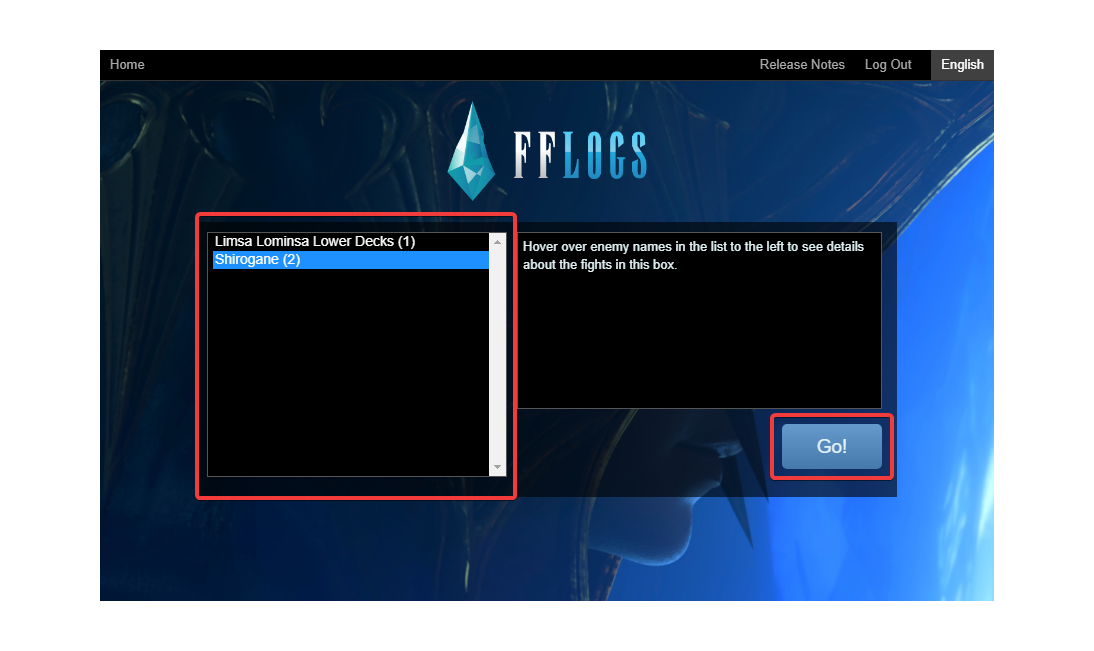 Home
Release Notes
Log Out
English
FFLOGS
Limsa Lominsa Lower Decks (1)
Shirogane (2)
Hover over enemy names in the list to the left to see details
about the fights in this box.
Go!